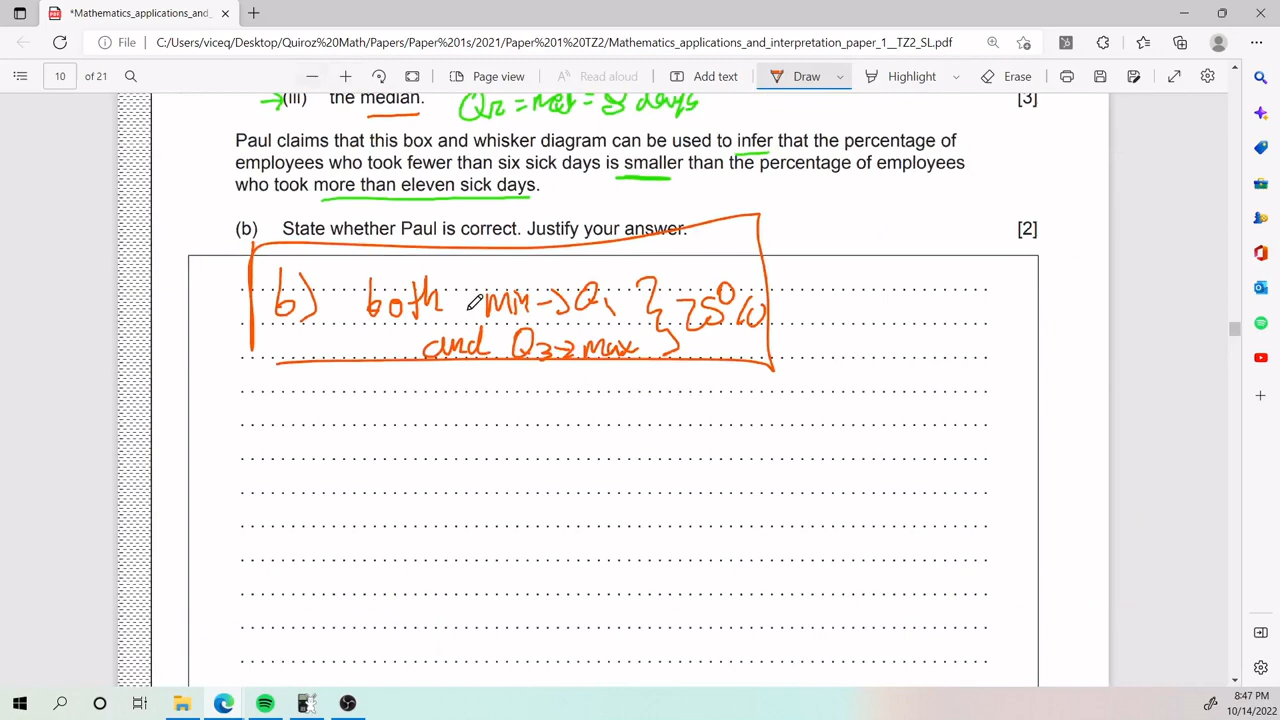 *Mathematics_applications_and_
File C:/Users/viceq/Desktop/Quiroz%20Math/Papers/Paper%201s/2021/Paper%201%20TZ2/Mathematics_applications_and_interpretation_paper_1__TZ2_SL.pdf
10 of 21 Page view Read aloud Add text Draw Highlight Erase
(iii) the median. Q2 = Med = 8 days [3]
Paul claims that this box and whisker diagram can be used to infer that the percentage of
employees who took fewer than six sick days is smaller than the percentage of employees
who took more than eleven sick days.
(b) State whether Paul is correct. Justify your answer. [2]
b) both min → Q1 } 25%
and Q3 → max
8:47 PM
10/14/2022